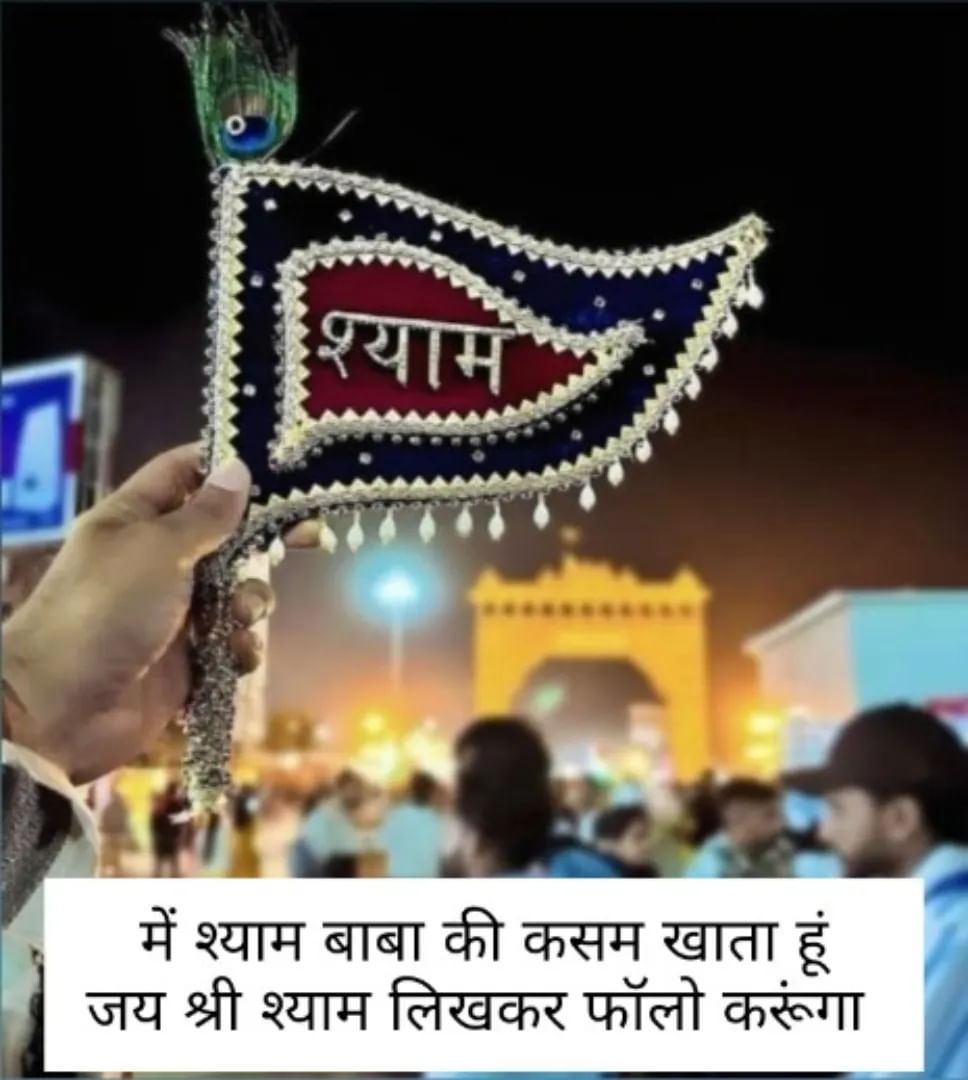 श्याम
में श्याम बाबा की कसम खाता हूं
जय श्री श्याम लिखकर फॉलो करूंगा